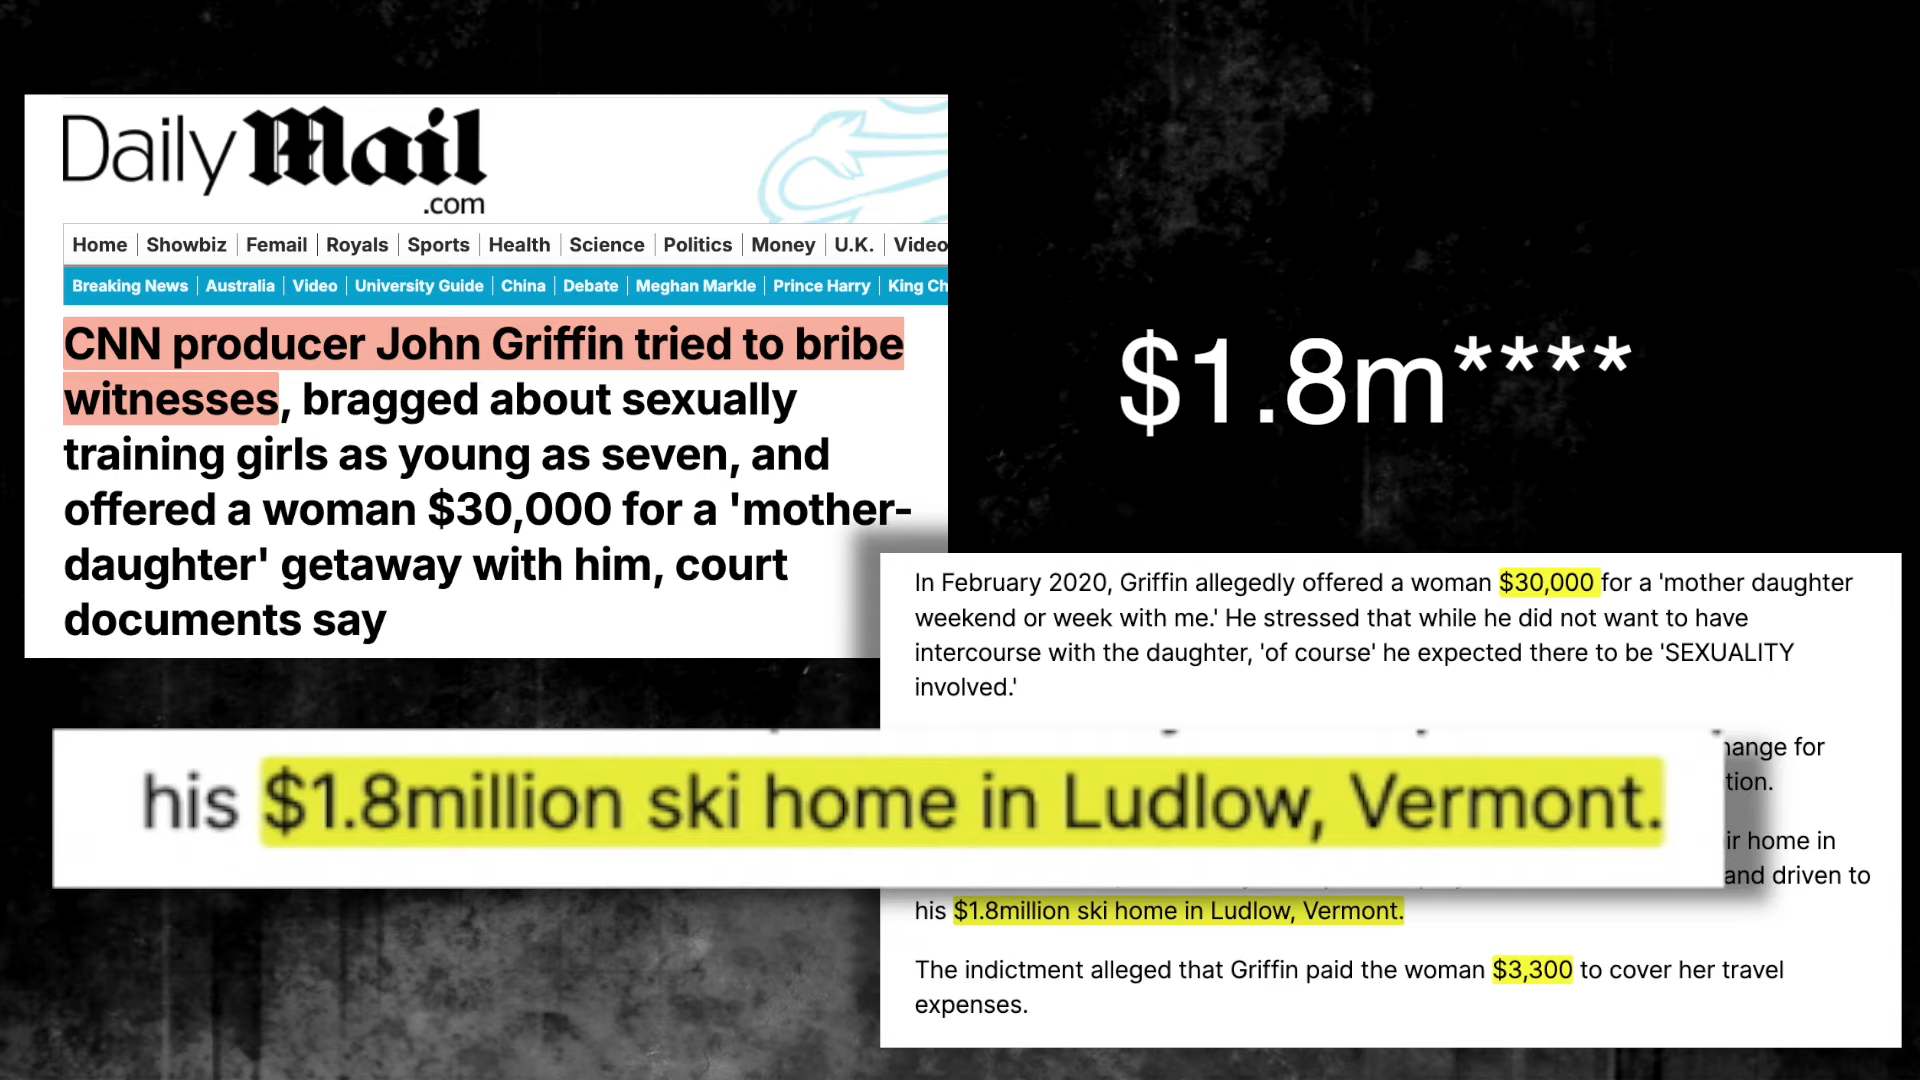 Daily Mail
.com
Home Showbiz Femail Royals Sports Health Science Politics Money U.K. Video
Breaking News Australia Video University Guide China Debate Meghan Markle Prince Harry King Ch
CNN producer John Griffin tried to bribe
witnesses, bragged about sexually
training girls as young as seven, and
offered a woman $30,000 for a 'mother-
daughter' getaway with him, court
documents say
$1.8m****
In February 2020, Griffin allegedly offered a woman $30,000 for a 'mother daughter
weekend or week with me.' He stressed that while he did not want to have
intercourse with the daughter, 'of course' he expected there to be 'SEXUALITY
involved.'
hange for
tion.
his $1.8million ski home in Ludlow, Vermont.
ir home in
and driven to
his $1.8million ski home in Ludlow, Vermont.
The indictment alleged that Griffin paid the woman $3,300 to cover her travel
expenses.